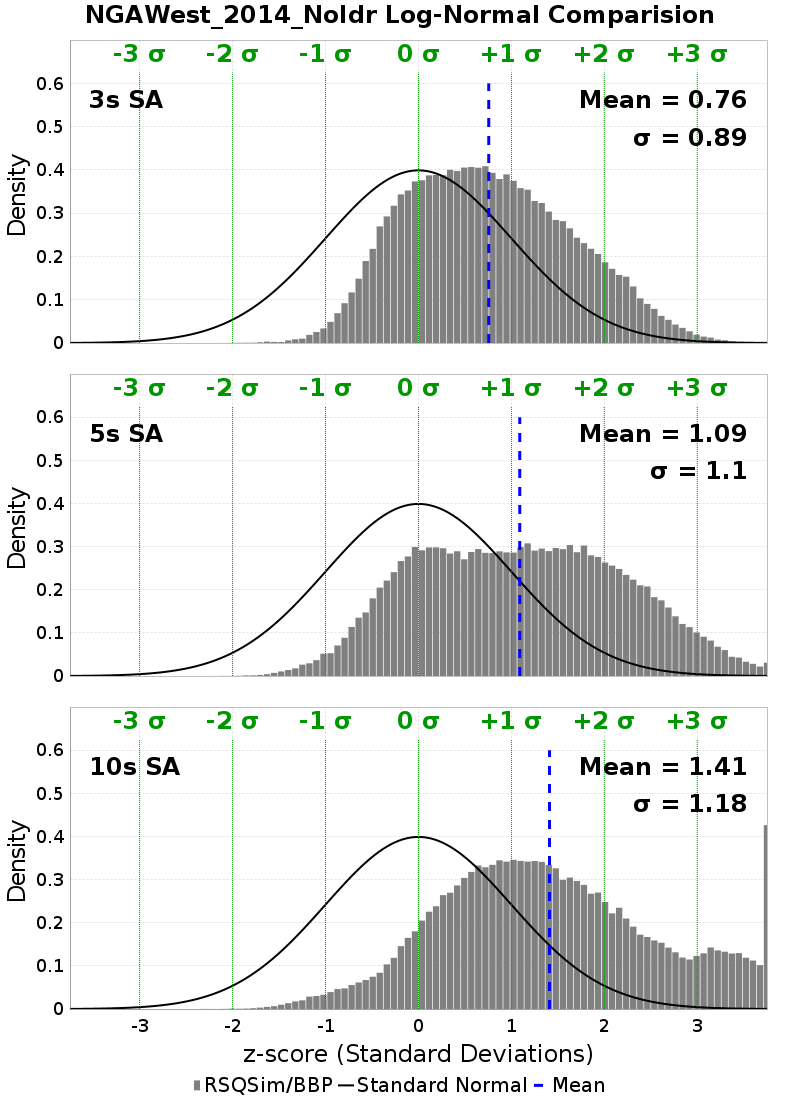 NGAWest_2014_NoIdr Log-Normal Comparision
-3 σ -2 σ -1 σ 0 σ +1 σ +2 σ +3 σ
3s SA
Mean = 0.76
σ = 0.89
0.6
0.5
0.4
0.3
0.2
0.1
0
Density
-3 σ -2 σ -1 σ 0 σ +1 σ +2 σ +3 σ
5s SA
Mean = 1.09
σ = 1.1
0.6
0.5
0.4
0.3
0.2
0.1
0
Density
-3 σ -2 σ -1 σ 0 σ +1 σ +2 σ +3 σ
10s SA
Mean = 1.41
σ = 1.18
0.6
0.5
0.4
0.3
0.2
0.1
0
Density
-3 -2 -1 0 1 2 3
z-score (Standard Deviations)
RSQSim/BBP Standard Normal Mean